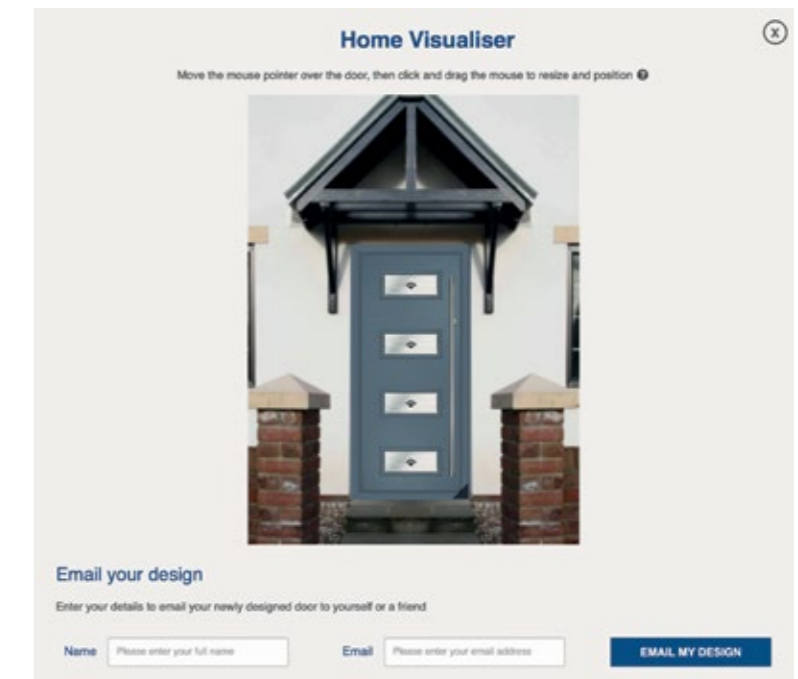 Home Visualiser
X
Move the mouse pointer over the door, then click and drag the mouse to resize and position ?
Email your design
Enter your details to email your newly designed door to yourself or a friend
Name Please enter your full name Email Please enter your email address EMAIL MY DESIGN